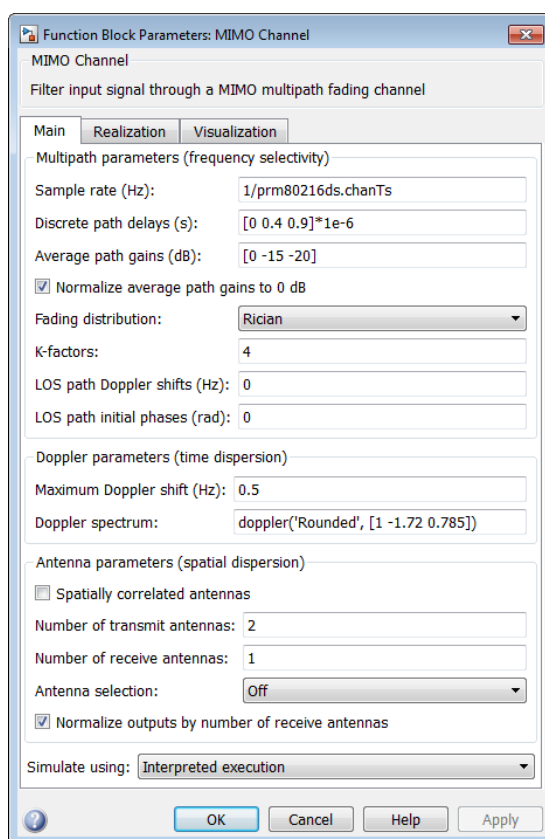 Function Block Parameters: MIMO Channel
MIMO Channel
Filter input signal through a MIMO multipath fading channel
Main Realization Visualization
Multipath parameters (frequency selectivity)
Sample rate (Hz): 1/prm80216ds.chanTs
Discrete path delays (s): [0 0.4 0.9]*1e-6
Average path gains (dB): [0 -15 -20]
Normalize average path gains to 0 dB
Fading distribution: Rician
K-factors: 4
LOS path Doppler shifts (Hz): 0
LOS path initial phases (rad): 0
Doppler parameters (time dispersion)
Maximum Doppler shift (Hz): 0.5
Doppler spectrum: doppler('Rounded', [1 -1.72 0.785])
Antenna parameters (spatial dispersion)
Spatially correlated antennas
Number of transmit antennas: 2
Number of receive antennas: 1
Antenna selection: Off
Normalize outputs by number of receive antennas
Simulate using: Interpreted execution
OK Cancel Help Apply